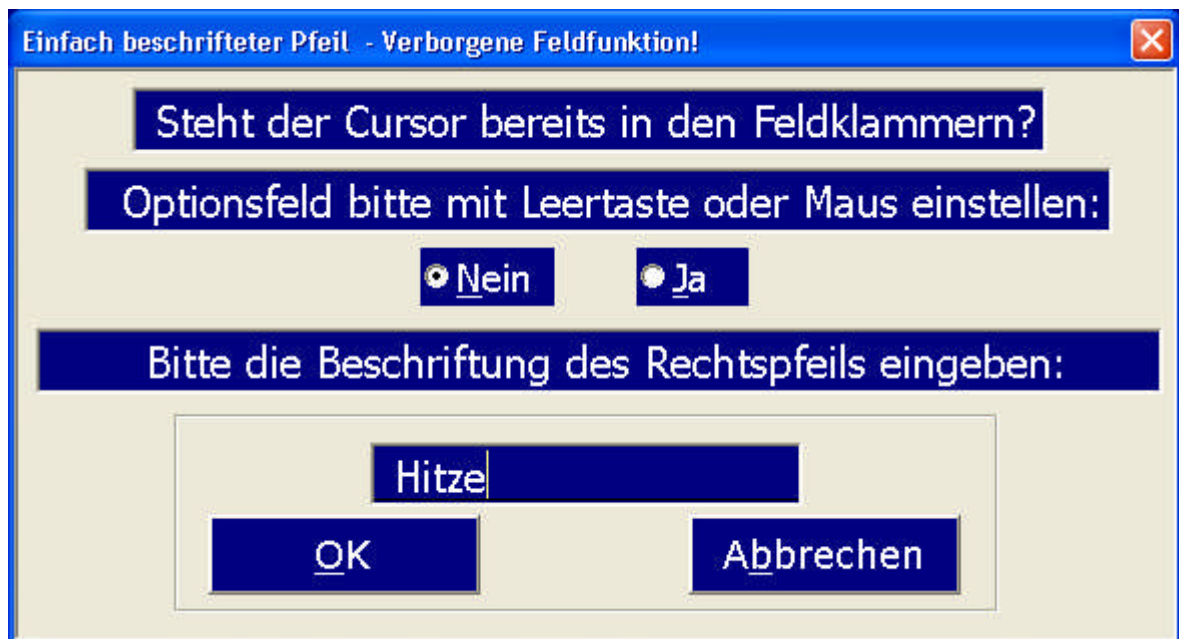 Einfach beschrifteter Pfeil - Verborgene Feldfunktion!
Steht der Cursor bereits in den Feldklammern?
Optionsfeld bitte mit Leertaste oder Maus einstellen:
Nein Ja
Bitte die Beschriftung des Rechtspfeils eingeben:
Hitze
OK Abbrechen